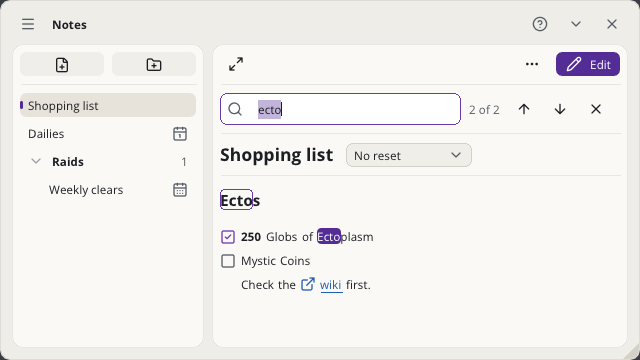 Notes
Shopping list
Dailies
Raids 1
Weekly clears
Edit
ecto 2 of 2
Shopping list No reset
Ectos
250 Globs of Ectoplasm
Mystic Coins
Check the wiki first.